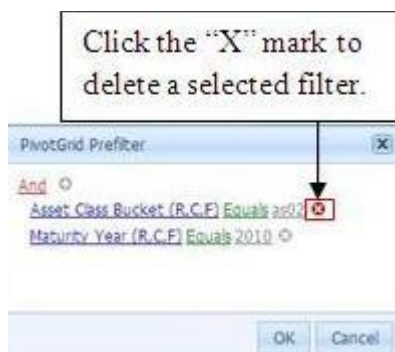 Click the “X” mark to
delete a selected filter.
PivotGrid Prefilter
And
Asset Class Bucket (R,C,F) Equals as02
Maturity Year (R,C,F) Equals 2010
OK Cancel